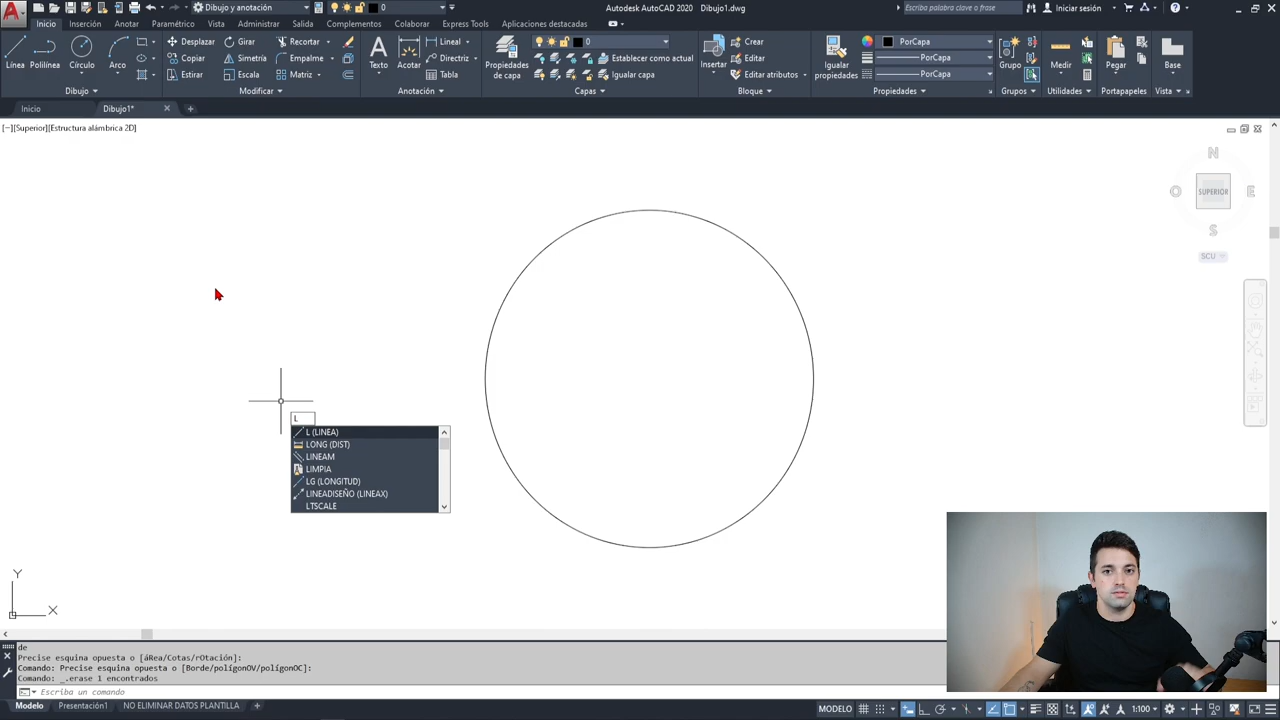 Dibujo y anotación
0
Autodesk AutoCAD 2020 Dibujo1.dwg
Escriba palabra clave o frase
Iniciar sesión
Inicio Inserción Anotar Paramétrico Vista Administrar Salida Complementos Colaborar Express Tools Aplicaciones destacadas
Línea Polilínea Círculo Arco
Desplazar Girar Recortar
Copiar Simetría Empalme
Estirar Escala Matriz
Texto Acotar
Lineal
Directriz
Tabla
Propiedades de capa
0
Establecer como actual
Igualar capa
Insertar
Crear
Editar
Editar atributos
Igualar propiedades
PorCapa
PorCapa
PorCapa
Grupo Medir Pegar Base
Dibujo Modificar Anotación Capas Bloque Propiedades Grupos Utilidades Portapapeles Vista
Inicio Dibujo1*
[−][Superior][Estructura alámbrica 2D]
N
O SUPERIOR E
S
SCU
L
L (LINEA)
LONG (DIST)
LINEAM
LIMPIA
LG (LONGITUD)
LINEADISEÑO (LINEAX)
LTSCALE
Y
X
de
Precise esquina opuesta o [áRea/Cotas/rOtación]:
Comando: Precise esquina opuesta o [Borde/polígonOV/polígonOC]:
Comando: _.erase 1 encontrados
Escriba un comando
Modelo Presentación1 NO ELIMINAR DATOS PLANTILLA
MODELO
1:100